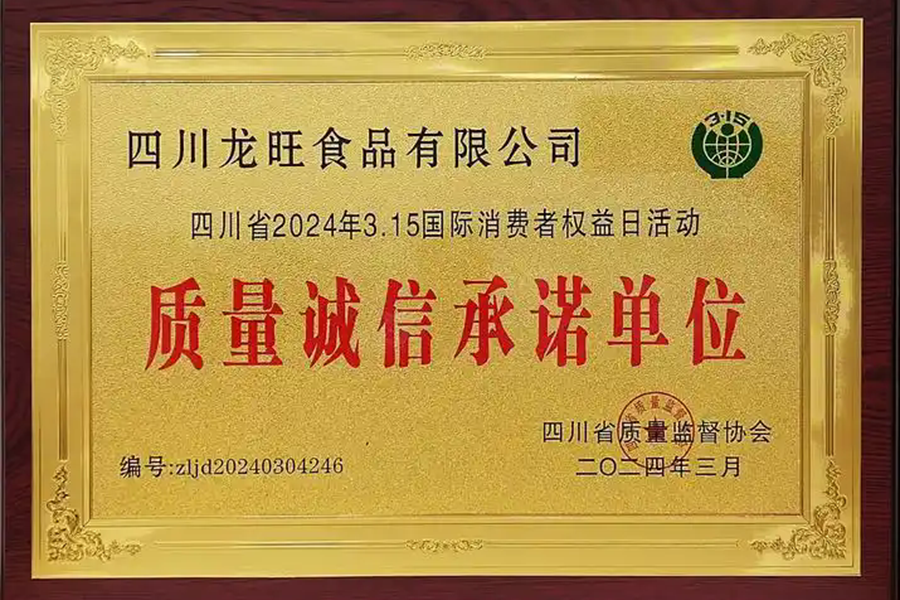 四川龙旺食品有限公司
3·15
四川省2024年3.15国际消费者权益日活动
质量诚信承诺单位
四川省质量监督协会
二〇二四年三月
编号:zljd20240304246